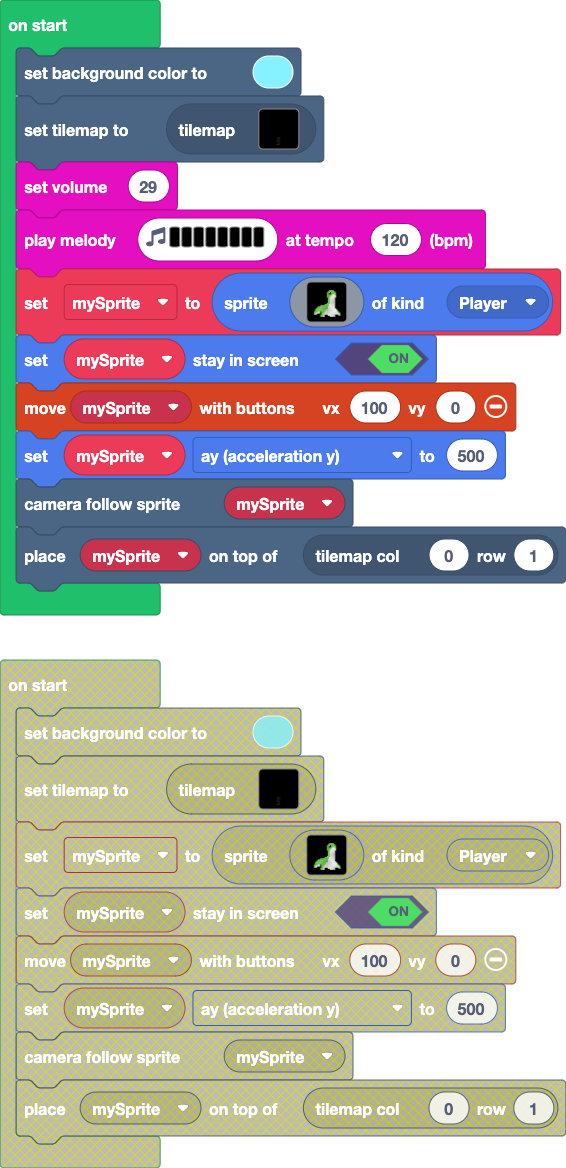 on start
set background color to
set tilemap to tilemap
set volume 29
play melody at tempo 120 (bpm)
set mySprite to sprite of kind Player
set mySprite stay in screen ON
move mySprite with buttons vx 100 vy 0
set mySprite ay (acceleration y) to 500
camera follow sprite mySprite
place mySprite on top of tilemap col 0 row 1
on start
set background color to
set tilemap to tilemap
set mySprite to sprite of kind Player
set mySprite stay in screen ON
move mySprite with buttons vx 100 vy 0
set mySprite ay (acceleration y) to 500
camera follow sprite mySprite
place mySprite on top of tilemap col 0 row 1